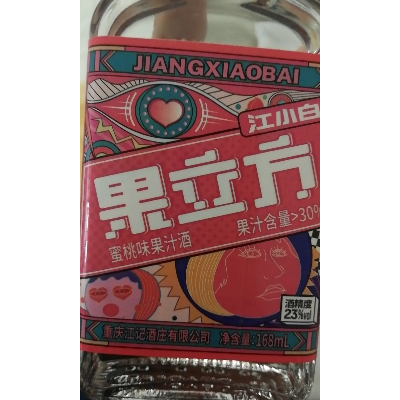 JIANGXIAOBAI
江小白
果立方
蜜桃味果汁酒
果汁含量>30%
酒精度
23%vol
重庆江记酒庄有限公司 净含量:168mL